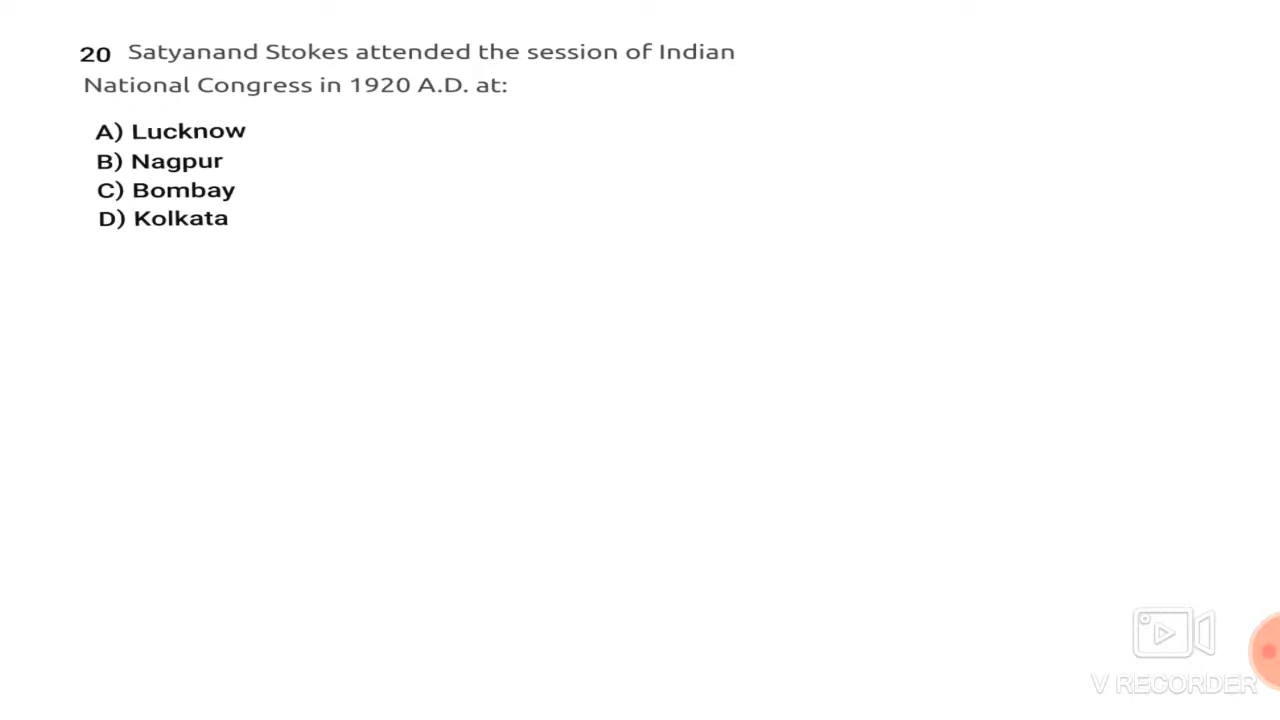 20 Satyanand Stokes attended the session of Indian
National Congress in 1920 A.D. at:
A) Lucknow
B) Nagpur
C) Bombay
D) Kolkata
V RECORDER